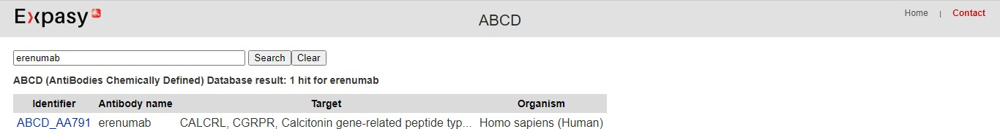 Expasy
ABCD
Home | Contact
erenumab Search Clear
ABCD (AntiBodies Chemically Defined) Database result: 1 hit for erenumab
Identifier Antibody name Target Organism
ABCD_AA791 erenumab CALCRL, CGRPR, Calcitonin gene-related peptide typ... Homo sapiens (Human)